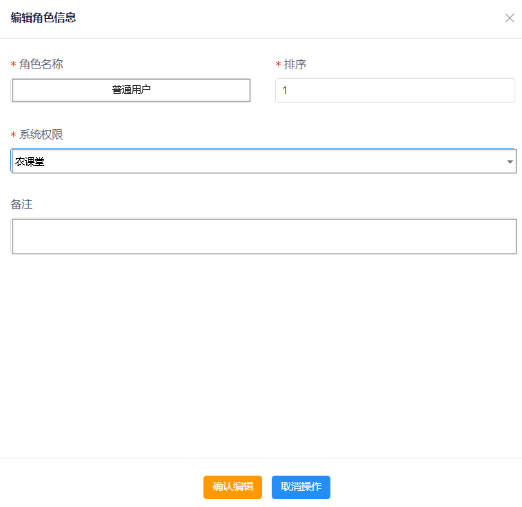 编辑角色信息
* 角色名称
* 排序
普通用户
1
* 系统权限
农课堂
备注
确认编辑
取消操作